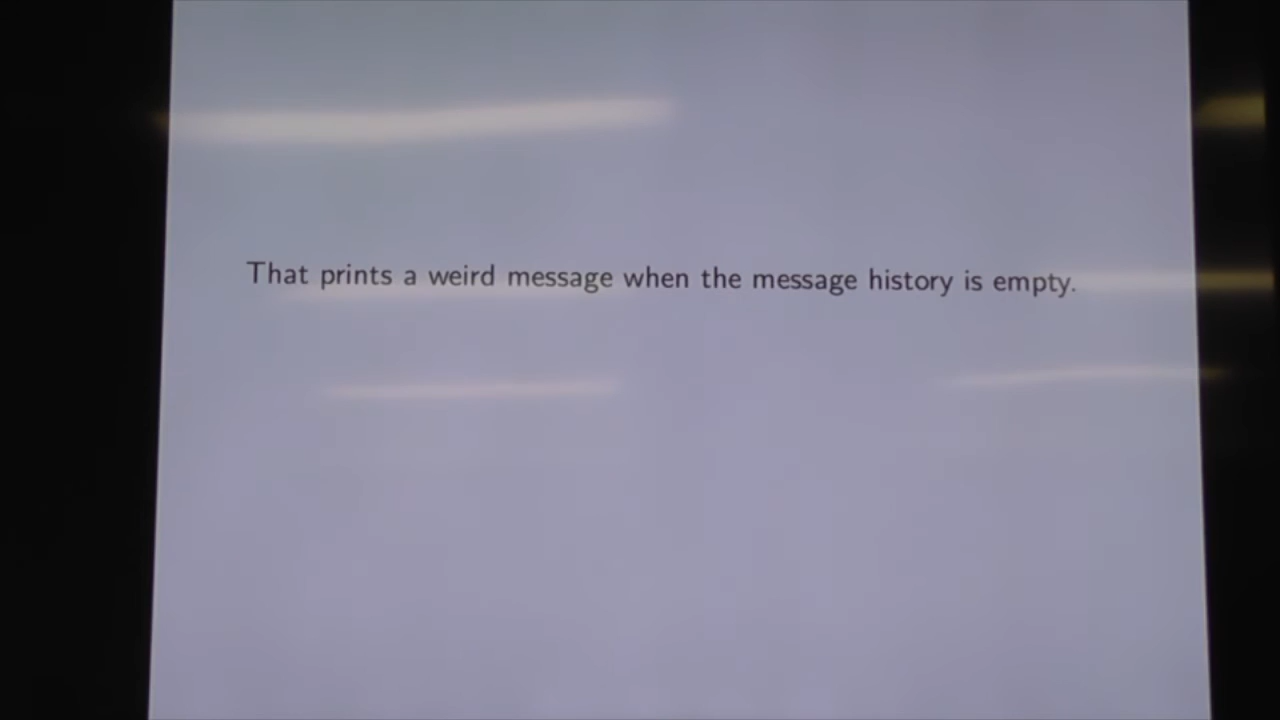 That prints a weird message when the message history is empty.